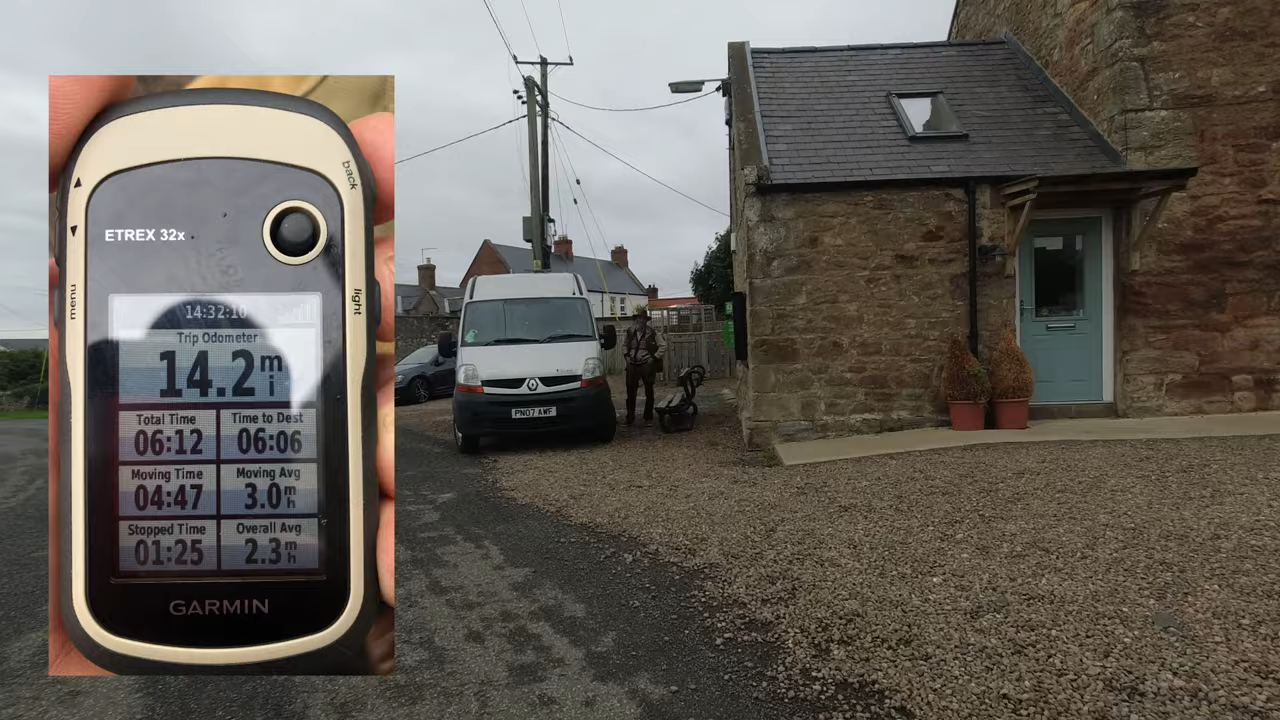 back
ETREX 32x
menu
light
14:32:10
Trip Odometer
14.2 mi
Total Time
06:12
Time to Dest
06:06
Moving Time
04:47
Moving Avg
3.0 mh
Stopped Time
01:25
Overall Avg
2.3 mh
GARMIN
PN07 AWF